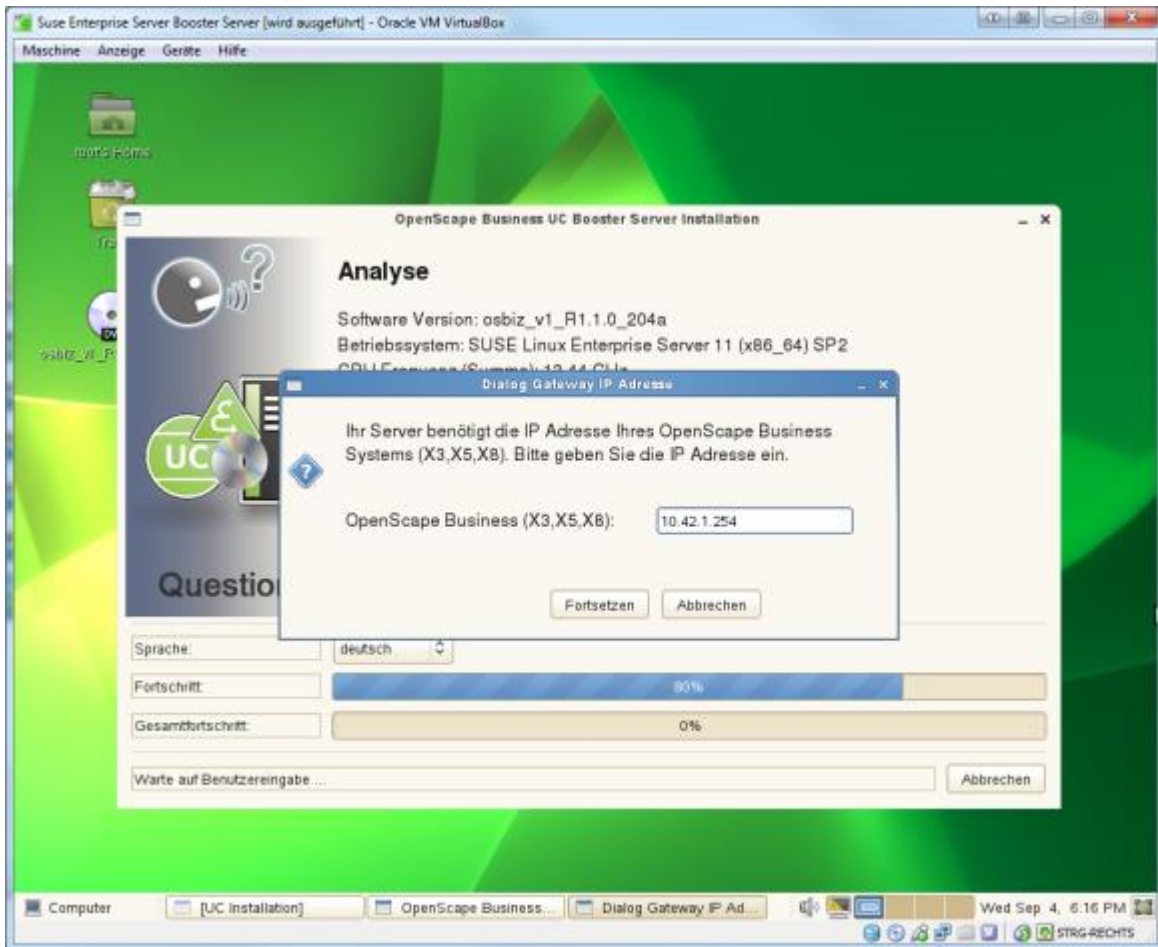 Suse Enterprise Server Booster Server [wird ausgeführt] - Oracle VM VirtualBox
Maschine Anzeige Geräte Hilfe
root's Home
OpenScape Business UC Booster Server Installation
Analyse
Software Version: osbiz_v1_R1.1.0_204a
Betriebssystem: SUSE Linux Enterprise Server 11 (x86_64) SP2
Dialog Gateway IP Adresse
Ihr Server benötigt die IP Adresse Ihres OpenScape Business
Systems (X3,X5,X8). Bitte geben Sie die IP Adresse ein.
OpenScape Business (X3,X5,X8): 10.42.1.254
Fortsetzen Abbrechen
UC
Questio
Sprache: deutsch
Fortschritt: 80%
Gesamtfortschritt: 0%
Warte auf Benutzereingabe ... Abbrechen
Computer [UC Installation] OpenScape Business... Dialog Gateway IP Ad... Wed Sep 4, 6:16 PM
STRG-RECHTS